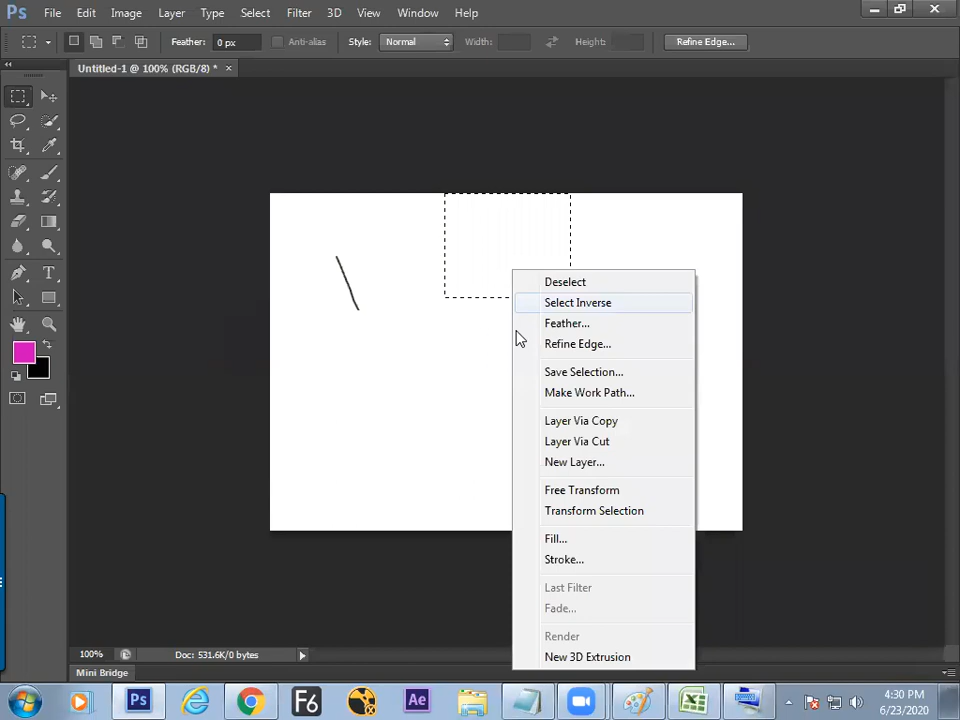 Ps File Edit Image Layer Type Select Filter 3D View Window Help
Feather: 0 px Anti-alias Style: Normal Width: Height: Refine Edge...
Untitled-1 @ 100% (RGB/8) * ×
Deselect
Select Inverse
Feather...
Refine Edge...
Save Selection...
Make Work Path...
Layer Via Copy
Layer Via Cut
New Layer...
Free Transform
Transform Selection
Fill...
Stroke...
Last Filter
Fade...
Render
New 3D Extrusion
100% Doc: 531.6K/0 bytes
Mini Bridge
Ps F6 Ae
4:30 PM
6/23/2020